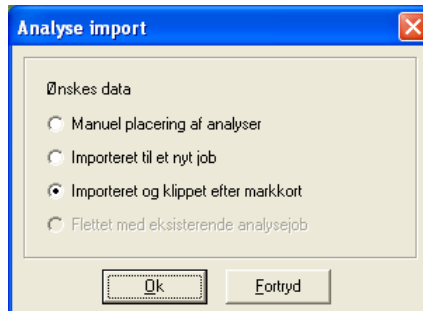 Analyse import
Ønskes data
Manuel placering af analyser
Importeret til et nyt job
Importeret og klippet efter markkort
Flettet med eksisterende analysejob
Ok
Fortryd